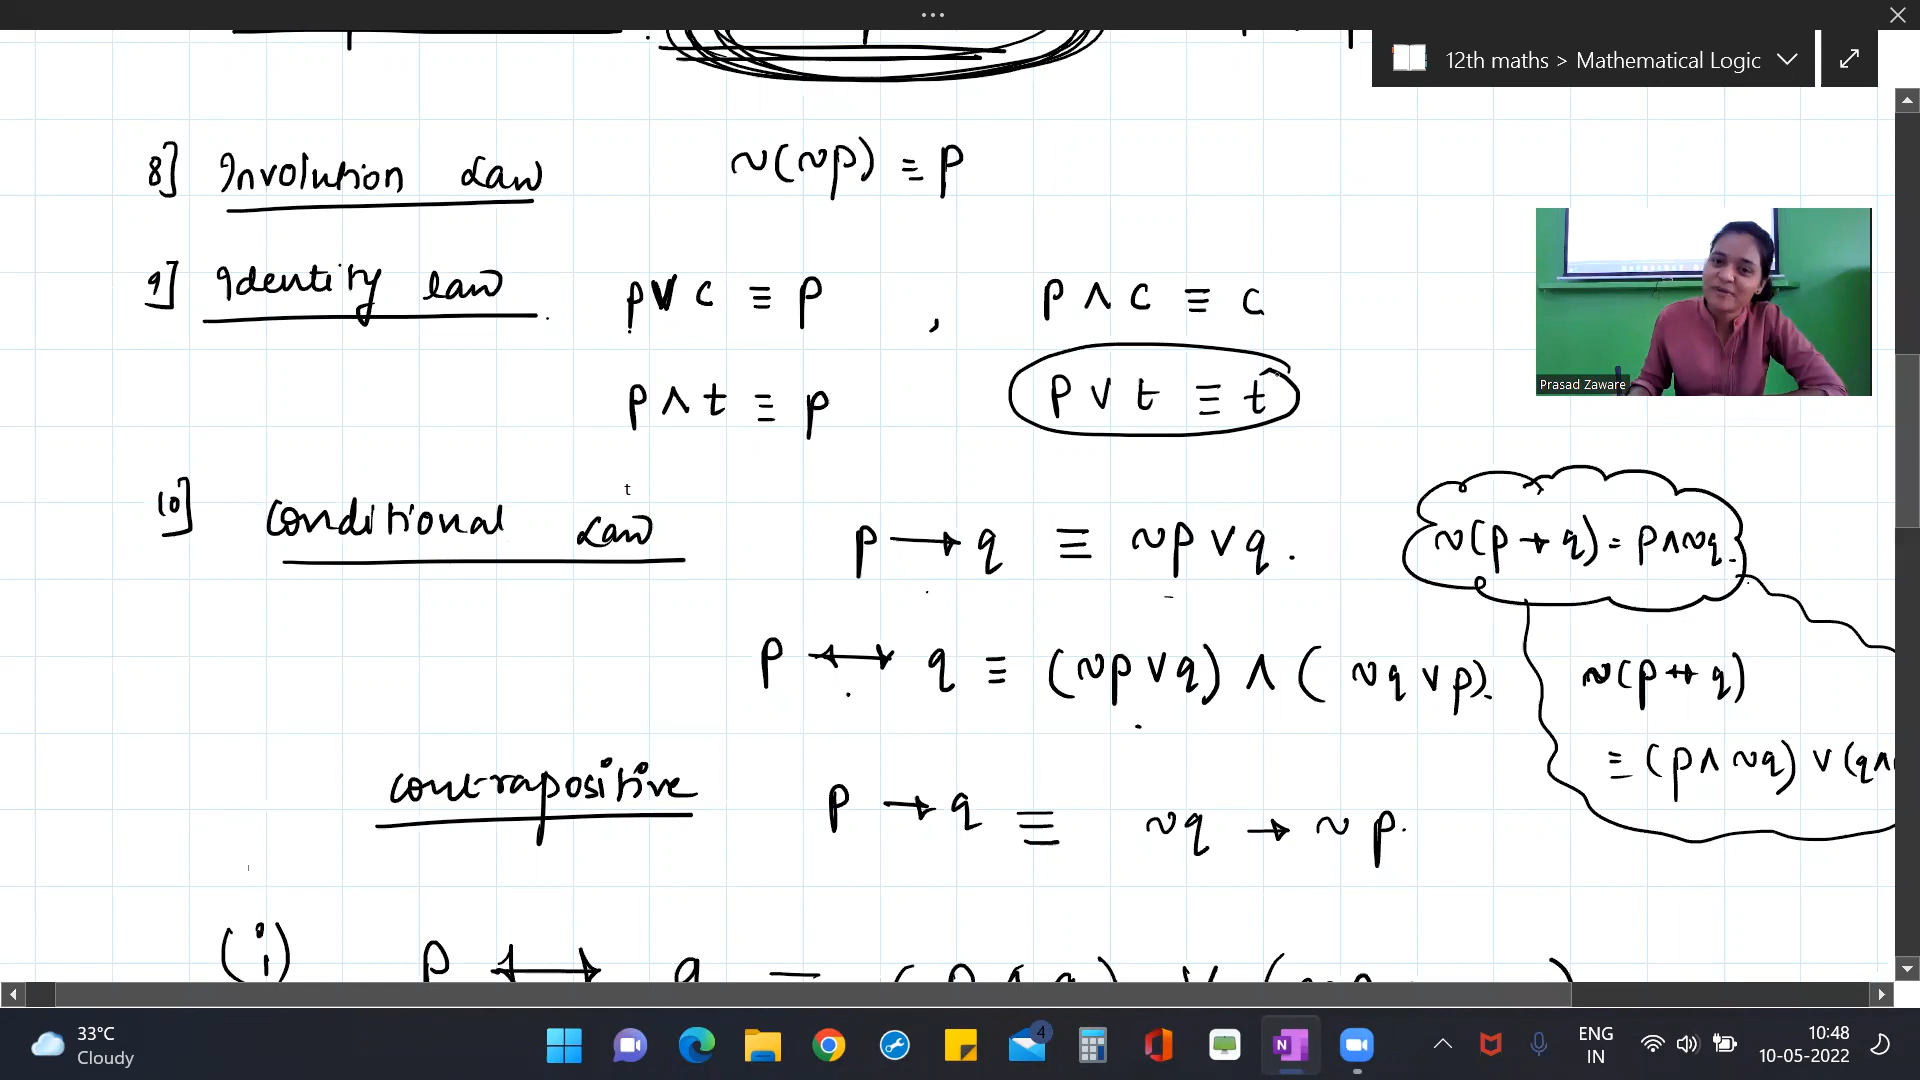 12th maths > Mathematical Logic
8] Involution Law ~(~p) ≡ p
9] Identity law p∨c ≡ p , p∧c ≡ c
p∧t ≡ p p∨t ≡ t
t
10] Conditional Law p → q ≡ ~p∨q. ~(p→q) = p∧~q.
p ↔ q ≡ (~p∨q) ∧ (~q∨p). ~(p↔q)
≡ (p∧~q) ∨ (q∧
contrapositive p → q ≡ ~q → ~p.
(i) p ↔ q = (p∧q) ∨ (
Prasad Zaware
33°C
Cloudy
4
ENG
IN
10:48
10-05-2022